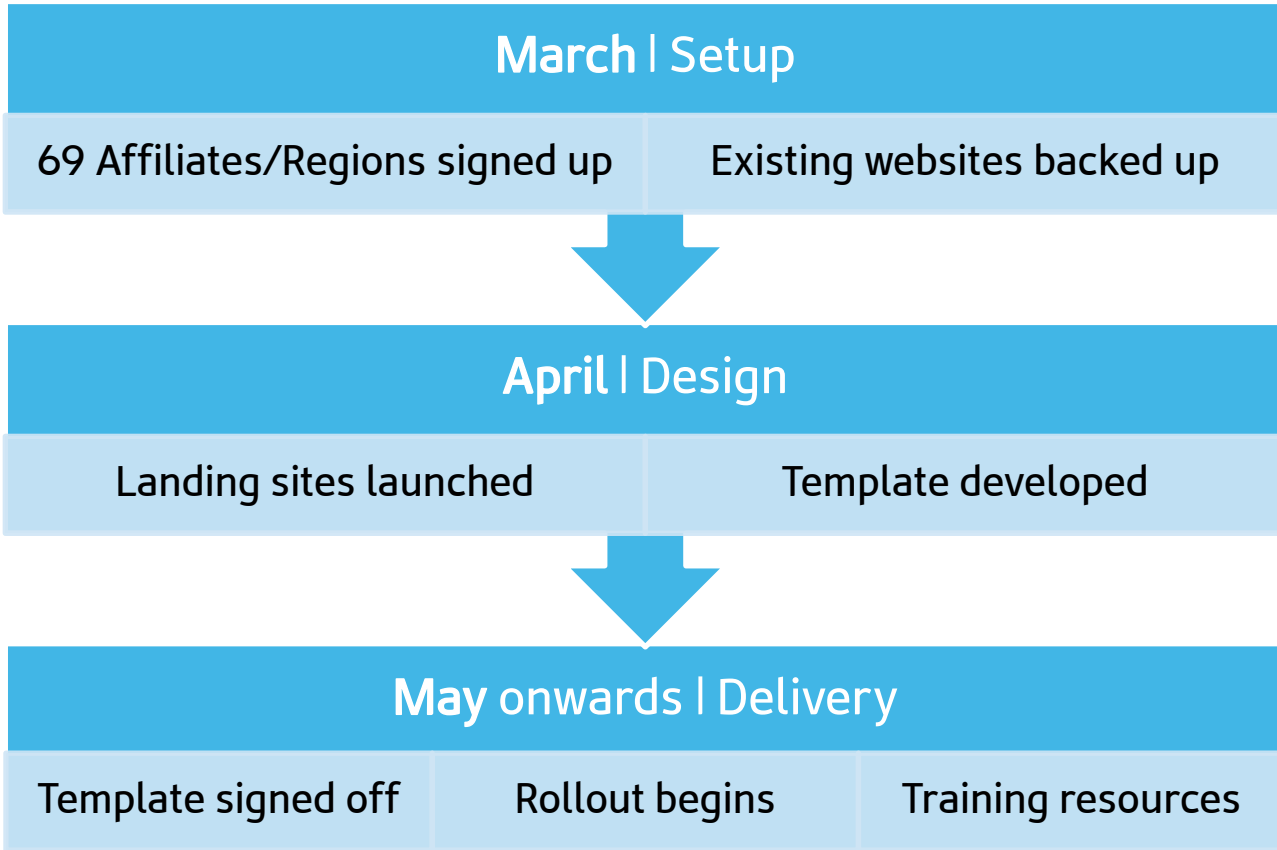 March | Setup
69 Affiliates/Regions signed up
Existing websites backed up
April | Design
Landing sites launched
Template developed
May onwards | Delivery
Template signed off
Rollout begins
Training resources